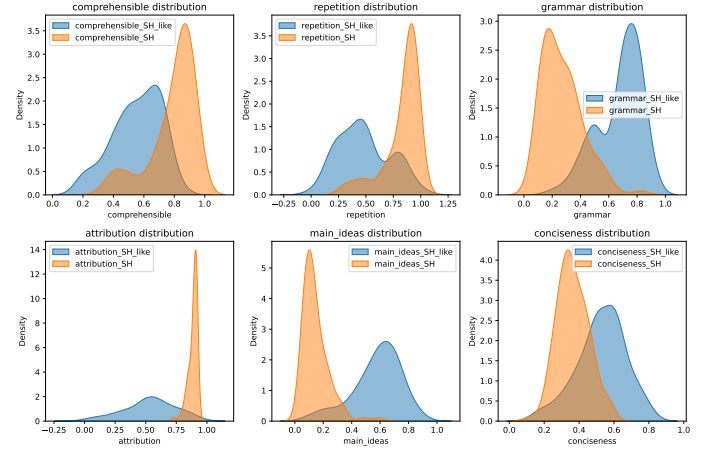 comprehensible distribution
comprehensible_SH_like
comprehensible_SH
Density
3.5
3.0
2.5
2.0
1.5
1.0
0.5
0.0
0.0 0.2 0.4 0.6 0.8 1.0
comprehensible
repetition distribution
repetition_SH_like
repetition_SH
Density
3.5
3.0
2.5
2.0
1.5
1.0
0.5
0.0
−0.25 0.00 0.25 0.50 0.75 1.00 1.25
repetition
grammar distribution
grammar_SH_like
grammar_SH
Density
3.0
2.5
2.0
1.5
1.0
0.5
0.0
0.0 0.2 0.4 0.6 0.8 1.0
grammar
attribution distribution
attribution_SH_like
attribution_SH
Density
14
12
10
8
6
4
2
0
−0.25 0.00 0.25 0.50 0.75 1.00
attribution
main_ideas distribution
main_ideas_SH_like
main_ideas_SH
Density
5
4
3
2
1
0
0.0 0.2 0.4 0.6 0.8 1.0
main_ideas
conciseness distribution
conciseness_SH_like
conciseness_SH
Density
4.0
3.5
3.0
2.5
2.0
1.5
1.0
0.5
0.0
0.0 0.2 0.4 0.6 0.8 1.0
conciseness